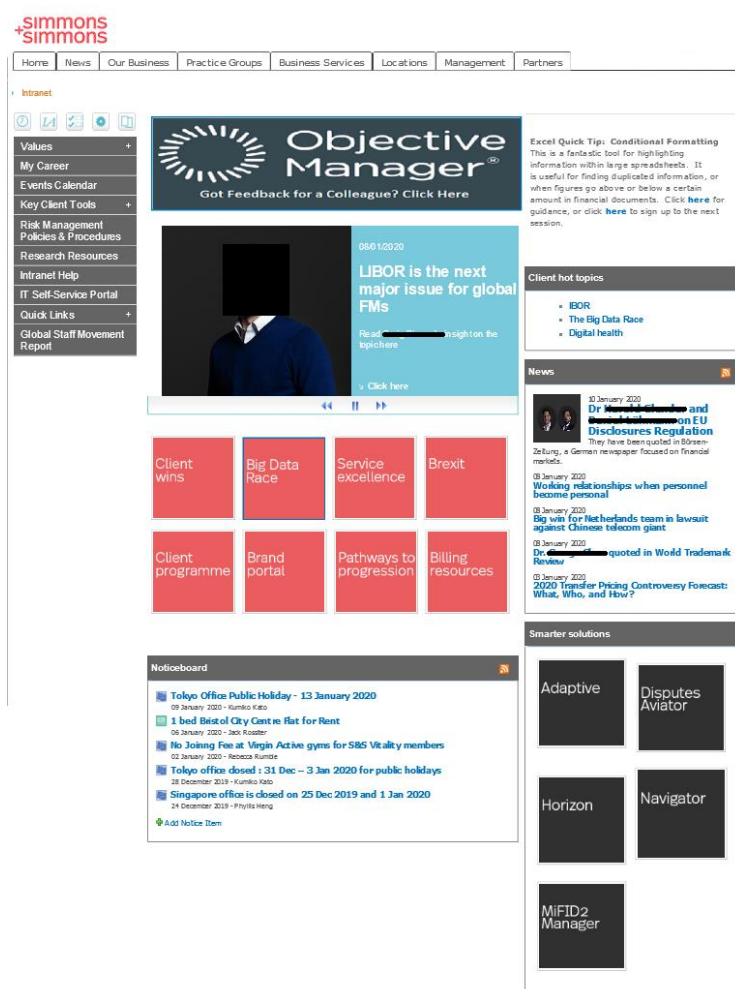 simmons
+simmons
Home
News
Our Business
Practice Groups
Business Services
Locations
Management
Partners
Intranet
Values +
My Career
Events Calendar
Key Client Tools +
Risk Management
Policies & Procedures
Research Resources
Intranet Help
IT Self-Service Portal
Quick Links +
Global Staff Movement
Report
Objective
Manager®
Got Feedback for a Colleague? Click Here
08/01/2020
LIBOR is the next
major issue for global
FMs
Read insight on the
topic here
Click here
Client
wins
Big Data
Race
Service
excellence
Brexit
Client
programme
Brand
portal
Pathways to
progression
Billing
resources
Noticeboard
Tokyo Office Public Holiday - 13 January 2020
09 January 2020 - Kumiko Kato
1 bed Bristol City Centre Flat for Rent
06 January 2020 - Jack Rossiter
No Joinng Fee at Virgin Active gyms for S&S Vitality members
02 January 2020 - Rebecca Rumble
Tokyo office closed : 31 Dec – 3 Jan 2020 for public holidays
28 December 2019 - Kumiko Kato
Singapore office is closed on 25 Dec 2019 and 1 Jan 2020
24 December 2019 - Phyllis Heng
Add Notice Item
Excel Quick Tip: Conditional Formatting
This is a fantastic tool for highlighting
information within large spreadsheets. It
is useful for finding duplicated information, or
when figures go above or below a certain
amount in financial documents. Click here for
guidance, or click here to sign up to the next
session.
Client hot topics
IBOR
The Big Data Race
Digital health
News
10 January 2020
Dr and
on EU
Disclosures Regulation
They have been quoted in Börsen-
Zeitung, a German newspaper focused on financial
markets.
08 January 2020
Working relationships: when personnel
become personal
08 January 2020
Big win for Netherlands team in lawsuit
against Chinese telecom giant
08 January 2020
Dr. quoted in World Trademark
Review
03 January 2020
2020 Transfer Pricing Controversy Forecast:
What, Who, and How?
Smarter solutions
Adaptive
Disputes
Aviator
Horizon
Navigator
MiFID2
Manager